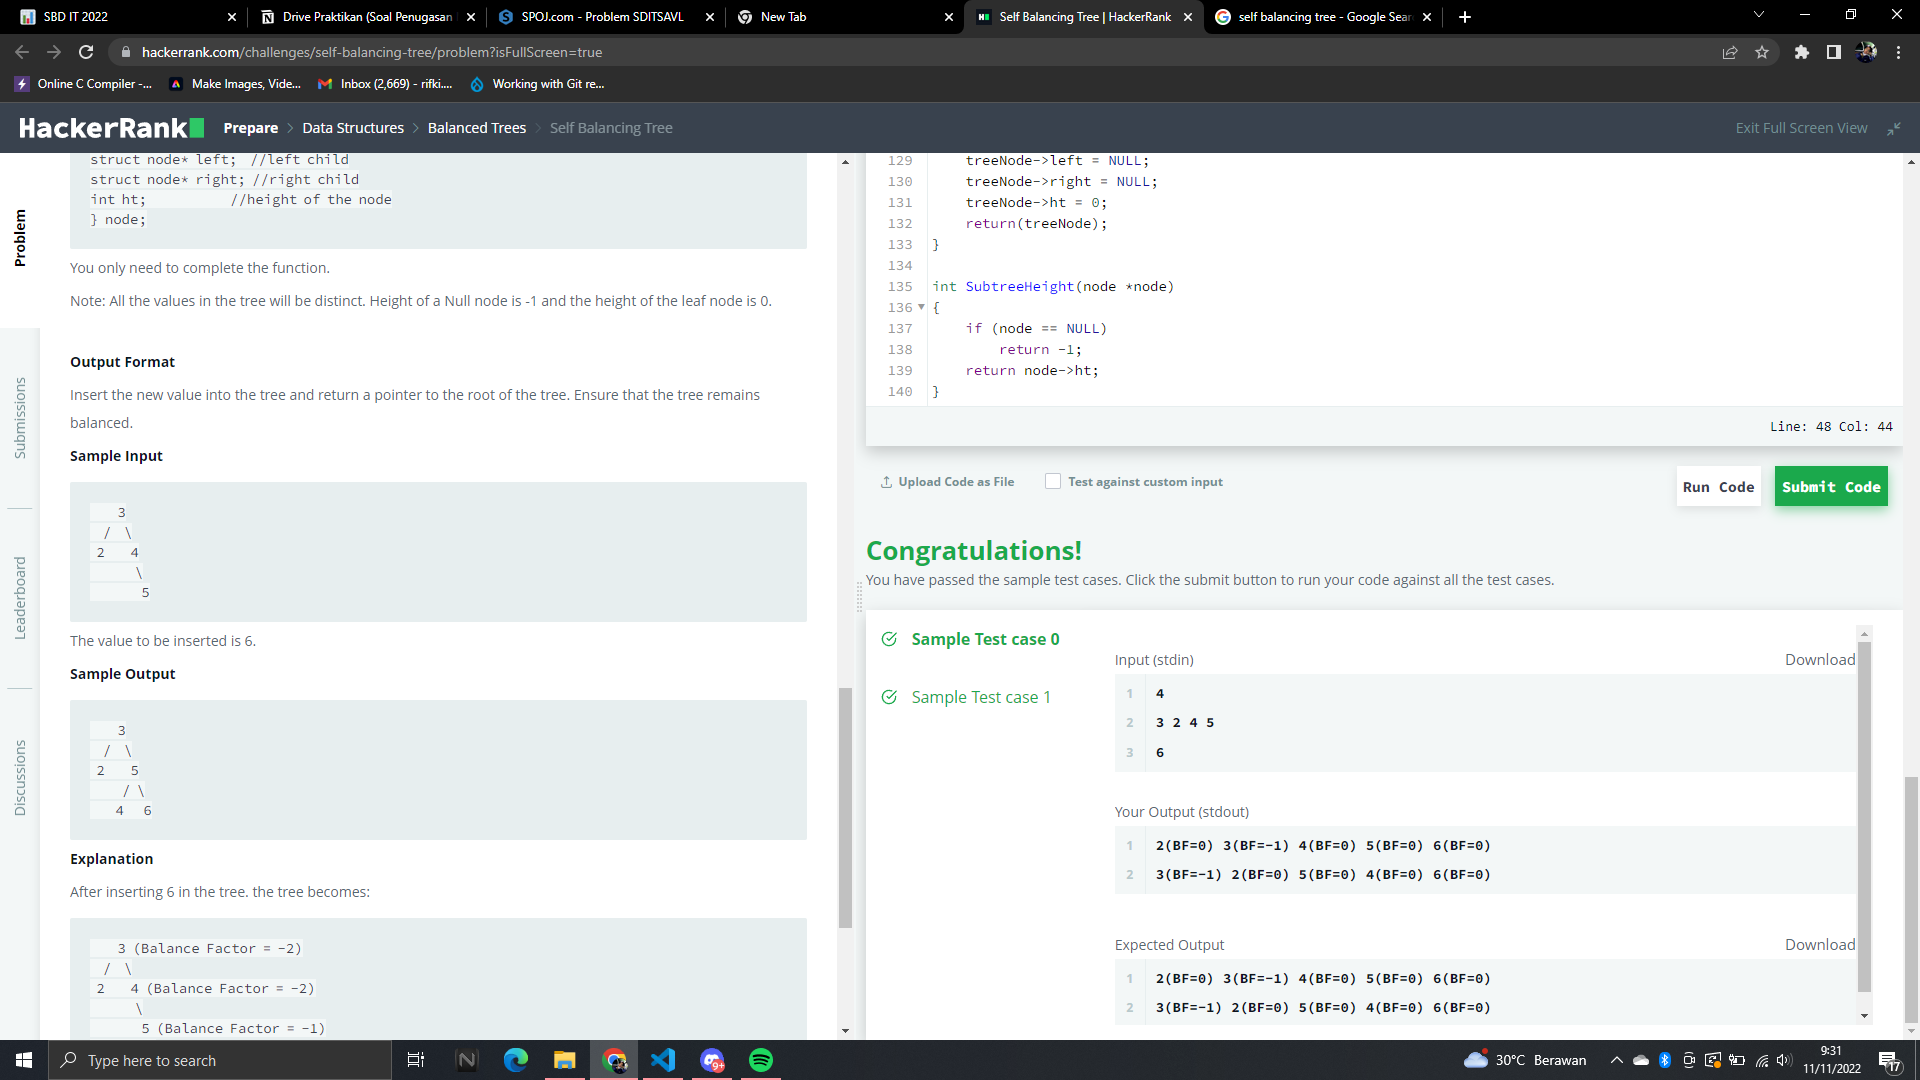 SBD IT 2022
Drive Praktikan (Soal Penugasan
SPOJ.com - Problem SDITSAVL
New Tab
Self Balancing Tree | HackerRank
self balancing tree - Google Sear
hackerrank.com/challenges/self-balancing-tree/problem?isFullScreen=true
Online C Compiler -...
Make Images, Vide...
Inbox (2,669) - rifki....
Working with Git re...
HackerRank
Prepare > Data Structures > Balanced Trees > Self Balancing Tree
Exit Full Screen View
Problem
Submissions
Leaderboard
Discussions
struct node* left; //left child
struct node* right; //right child
int ht; //height of the node
} node;
You only need to complete the function.
Note: All the values in the tree will be distinct. Height of a Null node is -1 and the height of the leaf node is 0.
Output Format
Insert the new value into the tree and return a pointer to the root of the tree. Ensure that the tree remains
balanced.
Sample Input
3
/ \
2 4
\
5
The value to be inserted is 6.
Sample Output
3
/ \
2 5
/ \
4 6
Explanation
After inserting 6 in the tree. the tree becomes:
3 (Balance Factor = -2)
/ \
2 4 (Balance Factor = -2)
\
5 (Balance Factor = -1)
129 treeNode->left = NULL;
130 treeNode->right = NULL;
131 treeNode->ht = 0;
132 return(treeNode);
133 }
134
135 int SubtreeHeight(node *node)
136 {
137 if (node == NULL)
138 return -1;
139 return node->ht;
140 }
Line: 48 Col: 44
Upload Code as File
Test against custom input
Run Code
Submit Code
Congratulations!
You have passed the sample test cases. Click the submit button to run your code against all the test cases.
Sample Test case 0
Sample Test case 1
Input (stdin)
Download
1 4
2 3 2 4 5
3 6
Your Output (stdout)
1 2(BF=0) 3(BF=-1) 4(BF=0) 5(BF=0) 6(BF=0)
2 3(BF=-1) 2(BF=0) 5(BF=0) 4(BF=0) 6(BF=0)
Expected Output
Download
1 2(BF=0) 3(BF=-1) 4(BF=0) 5(BF=0) 6(BF=0)
2 3(BF=-1) 2(BF=0) 5(BF=0) 4(BF=0) 6(BF=0)
Type here to search
9+
30°C Berawan
9:31
11/11/2022
17